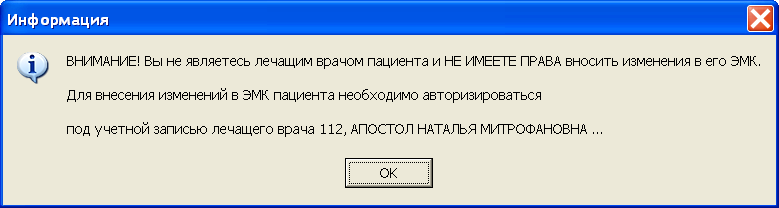 Информация
ВНИМАНИЕ! Вы не являетесь лечащим врачом пациента и НЕ ИМЕЕТЕ ПРАВА вносить изменения в его ЭМК.
Для внесения изменений в ЭМК пациента необходимо авторизироваться
под учетной записью лечащего врача 112, АПОСТОЛ НАТАЛЬЯ МИТРОФАНОВНА ...
OK